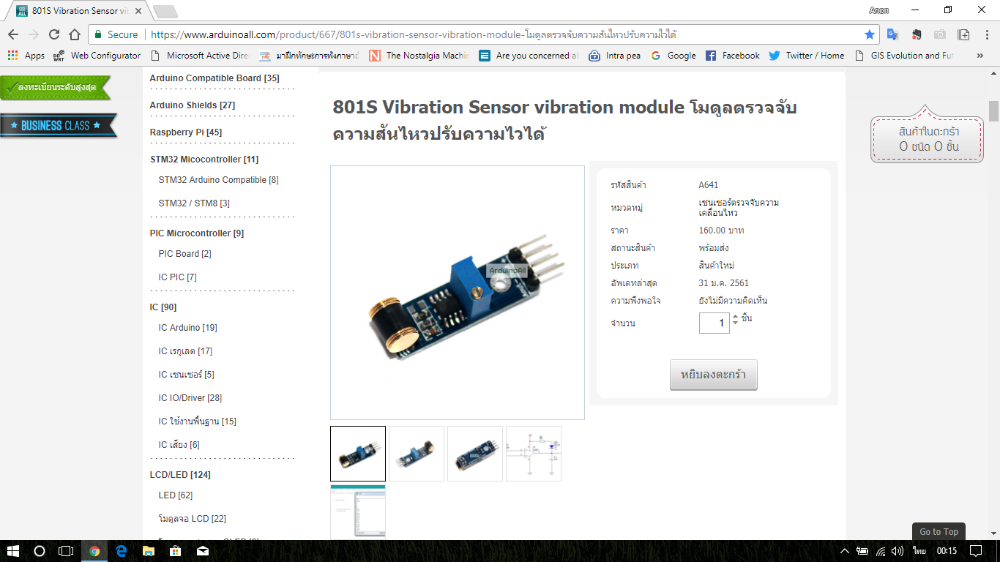 801S Vibration Sensor vib
Anon
Secure
https://www.arduinoall.com/product/667/801s-vibration-sensor-vibration-module-โมดูลตรวจจับความสั่นไหวปรับความไวได้
Apps
Web Configurator
Microsoft Active Dire
มาฝึกทักษะการฟังภาษาอั
The Nostalgia Machin
Are you concerned ab
Intra pea
Google
Facebook
Twitter / Home
GIS Evolution and Fut
ลงทะเบียนระดับสูงสุด
BUSINESS CLASS
Arduino Compatible Board [35]
Arduino Shields [27]
Raspberry Pi [45]
STM32 Micocontroller [11]
STM32 Arduino Compatible [8]
STM32 / STM8 [3]
PIC Microcontroller [9]
PIC Board [2]
IC PIC [7]
IC [90]
IC Arduino [19]
IC เรกูเลต [17]
IC เซนเซอร์ [5]
IC IO/Driver [28]
IC ใช้งานพื้นฐาน [15]
IC เสียง [6]
LCD/LED [124]
LED [62]
โมดูลจอ LCD [22]
801S Vibration Sensor vibration module โมดูลตรวจจับ
ความสั่นไหวปรับความไวได้
ArduinoAll
รหัสสินค้า A641
หมวดหมู่ เซนเซอร์ตรวจจับความ
เคลื่อนไหว
ราคา 160.00 บาท
สถานะสินค้า พร้อมส่ง
ประเภท สินค้าใหม่
อัพเดทล่าสุด 31 ม.ค. 2561
ความพึงพอใจ ยังไม่มีความคิดเห็น
จำนวน 1 ชิ้น
หยิบลงตะกร้า
สินค้าในตะกร้า
0 ชนิด 0 ชิ้น
Go to Top
ไทย
00:15